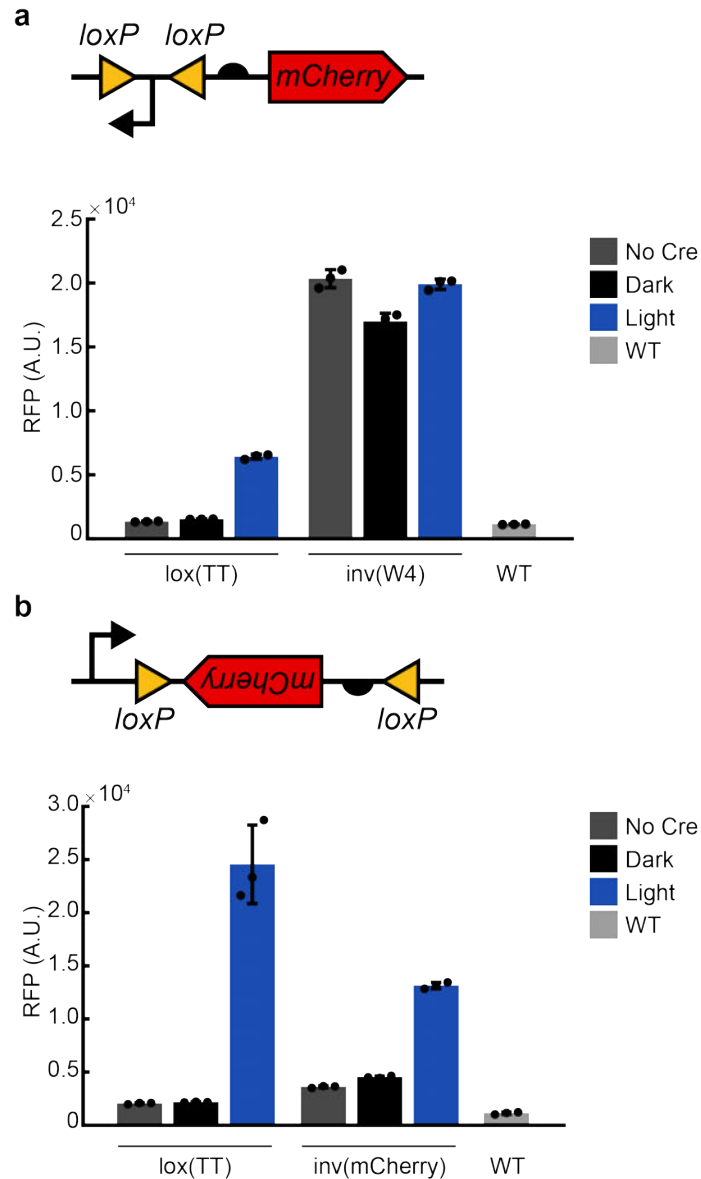 a
loxP loxP
mCherry
×10⁴
2.5
2.0
1.5
1.0
0.5
0
RFP (A.U.)
No Cre
Dark
Light
WT
lox(TT) inv(W4) WT
b
mCherry
loxP loxP
×10⁴
3.0
2.5
2.0
1.5
1.0
0.5
0
RFP (A.U.)
No Cre
Dark
Light
WT
lox(TT) inv(mCherry) WT